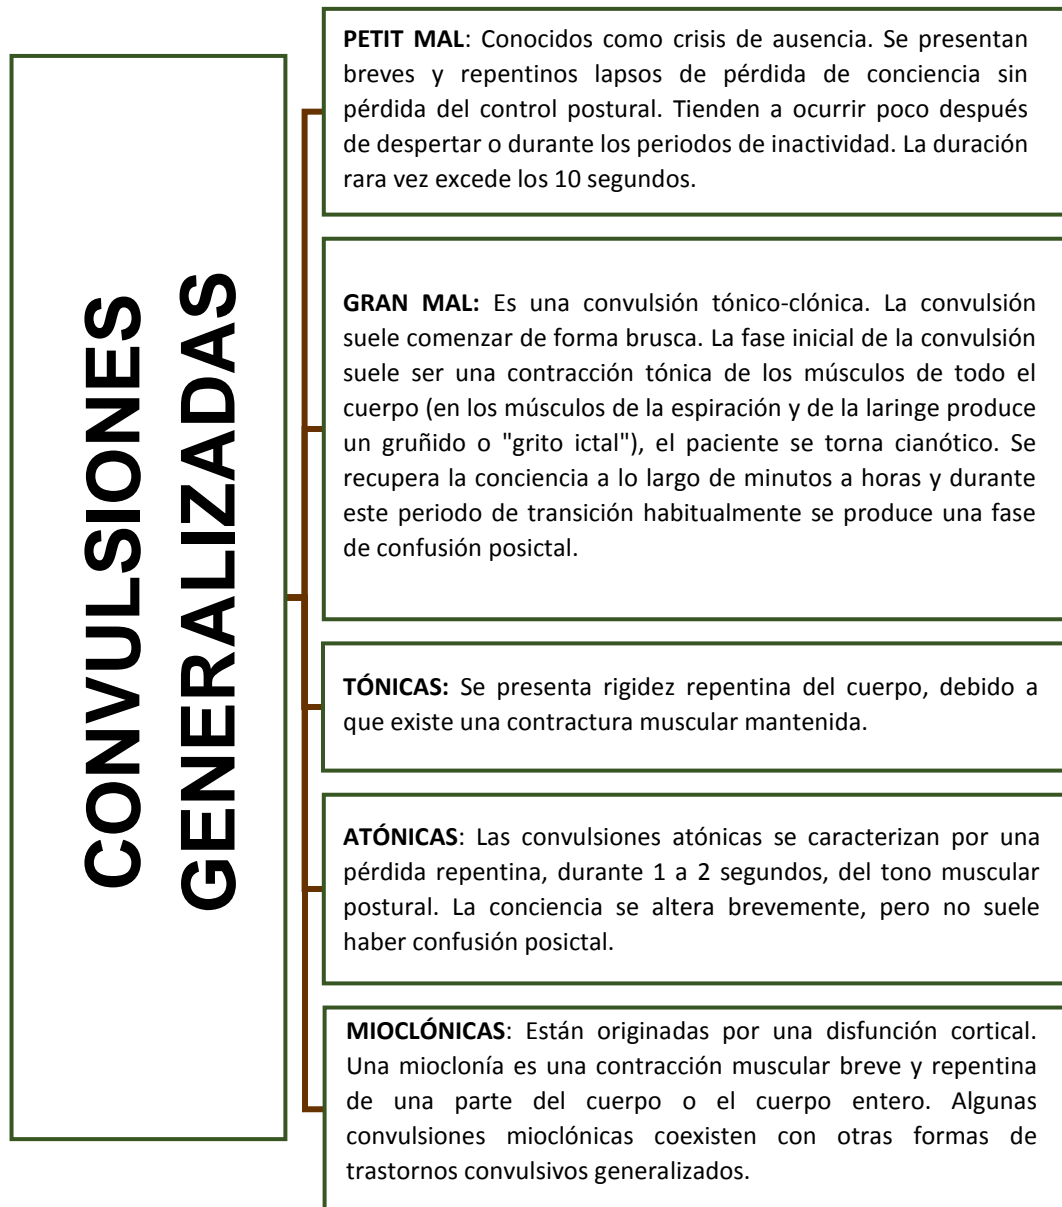 CONVULSIONES
GENERALIZADAS
PETIT MAL: Conocidos como crisis de ausencia. Se presentan
breves y repentinos lapsos de pérdida de conciencia sin
pérdida del control postural. Tienden a ocurrir poco después
de despertar o durante los periodos de inactividad. La duración
rara vez excede los 10 segundos.
GRAN MAL: Es una convulsión tónico-clónica. La convulsión
suele comenzar de forma brusca. La fase inicial de la convulsión
suele ser una contracción tónica de los músculos de todo el
cuerpo (en los músculos de la espiración y de la laringe produce
un gruñido o "grito ictal"), el paciente se torna cianótico. Se
recupera la conciencia a lo largo de minutos a horas y durante
este periodo de transición habitualmente se produce una fase
de confusión posictal.
TÓNICAS: Se presenta rigidez repentina del cuerpo, debido a
que existe una contractura muscular mantenida.
ATÓNICAS: Las convulsiones atónicas se caracterizan por una
pérdida repentina, durante 1 a 2 segundos, del tono muscular
postural. La conciencia se altera brevemente, pero no suele
haber confusión posictal.
MIOCLÓNICAS: Están originadas por una disfunción cortical.
Una mioclonía es una contracción muscular breve y repentina
de una parte del cuerpo o el cuerpo entero. Algunas
convulsiones mioclónicas coexisten con otras formas de
trastornos convulsivos generalizados.